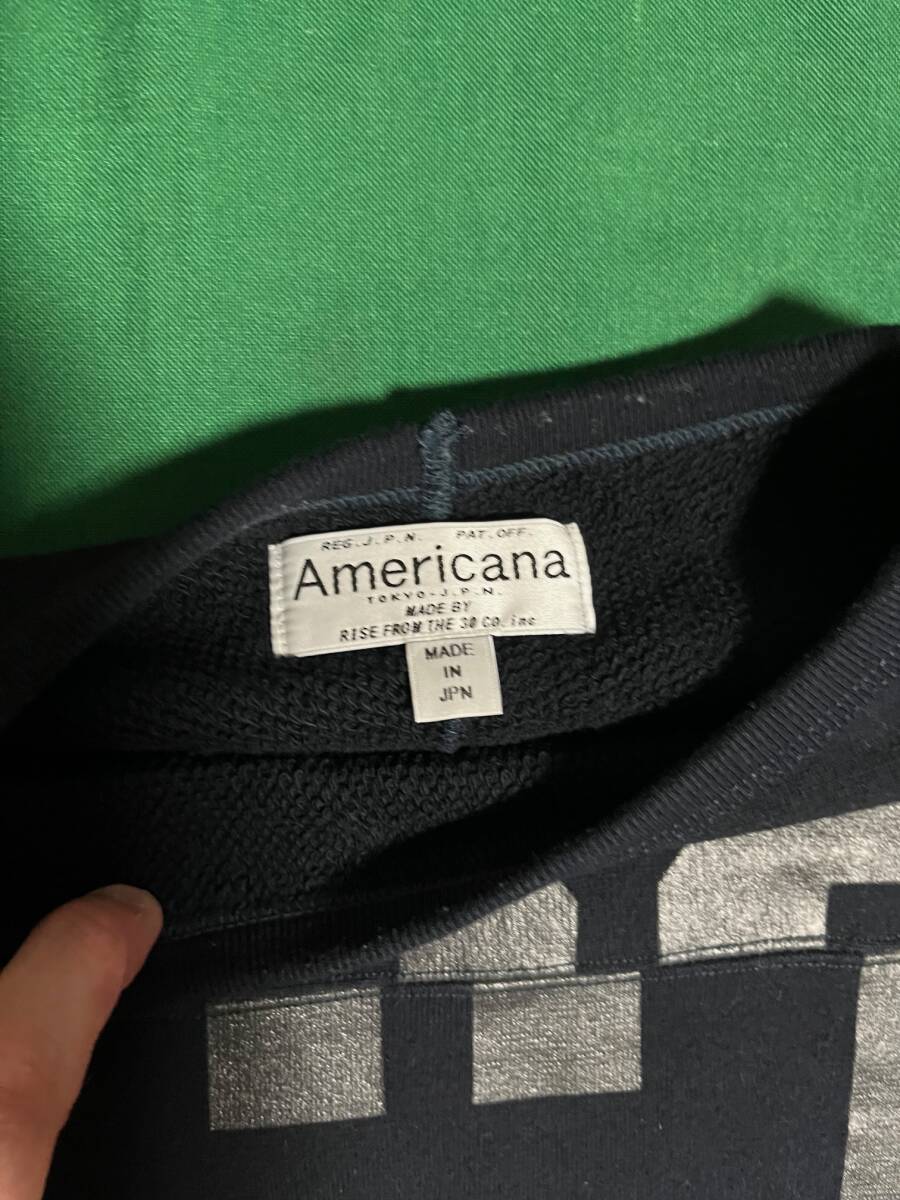 REG.J.P.N. PAT.OFF.
Americana
TOKYO-J.P.N.
MADE BY
RISE FROM THE 30 CO.inc
MADE
IN
JPN